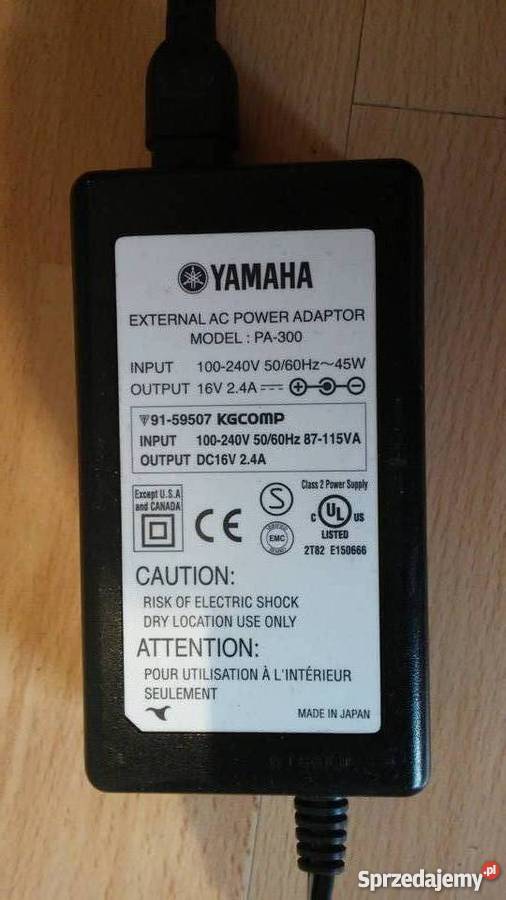 YAMAHA
EXTERNAL AC POWER ADAPTOR
MODEL : PA-300
INPUT 100-240V 50/60Hz~45W
OUTPUT 16V 2.4A
91-59507 KGCOMP
INPUT 100-240V 50/60Hz 87-115VA
OUTPUT DC16V 2.4A
Except U.S.A
and CANADA
CE
S
EMC
Class 2 Power Supply
C UL US
LISTED
2T82 E150666
CAUTION:
RISK OF ELECTRIC SHOCK
DRY LOCATION USE ONLY
ATTENTION:
POUR UTILISATION À L'INTÉRIEUR
SEULEMENT
MADE IN JAPAN
Sprzedajemy.pl